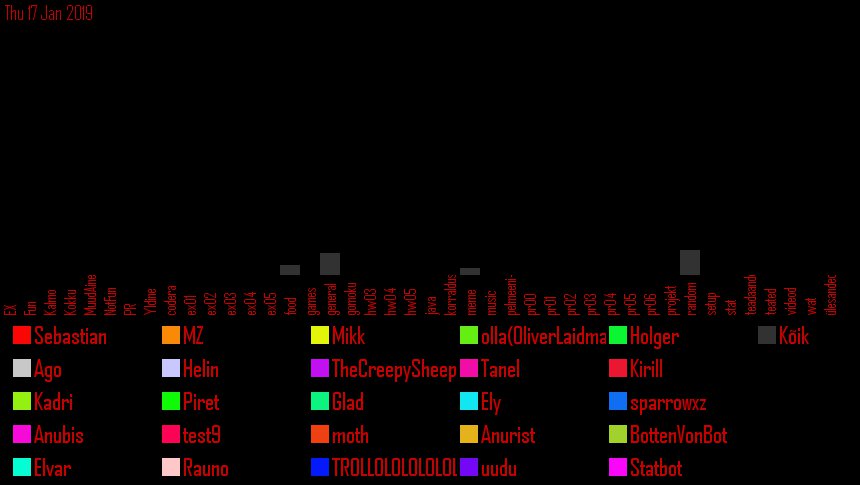 Thu 17 Jan 2019
EX
Fun
Kalmo
Kokku
MuudAine
NotFun
PR
Yldine
codera
ex01
ex02
ex03
ex04
ex05
food
games
general
gomoku
hw03
hw04
hw05
java
korraldus
meme
music
pelmeeni-
pr00
pr01
pr02
pr03
pr04
pr05
pr06
projekt
random
setup
stat
teadaandi
teated
videod
wat
ülesandec
Sebastian MZ Mikk olla(OliverLaidma Holger Kõik
Ago Helin TheCreepySheep Tanel Kirill
Kadri Piret Glad Ely sparrowxz
Anubis test9 moth Anurist BottenVonBot
Elvar Rauno TROLLOLOLOLOLOL uudu Statbot